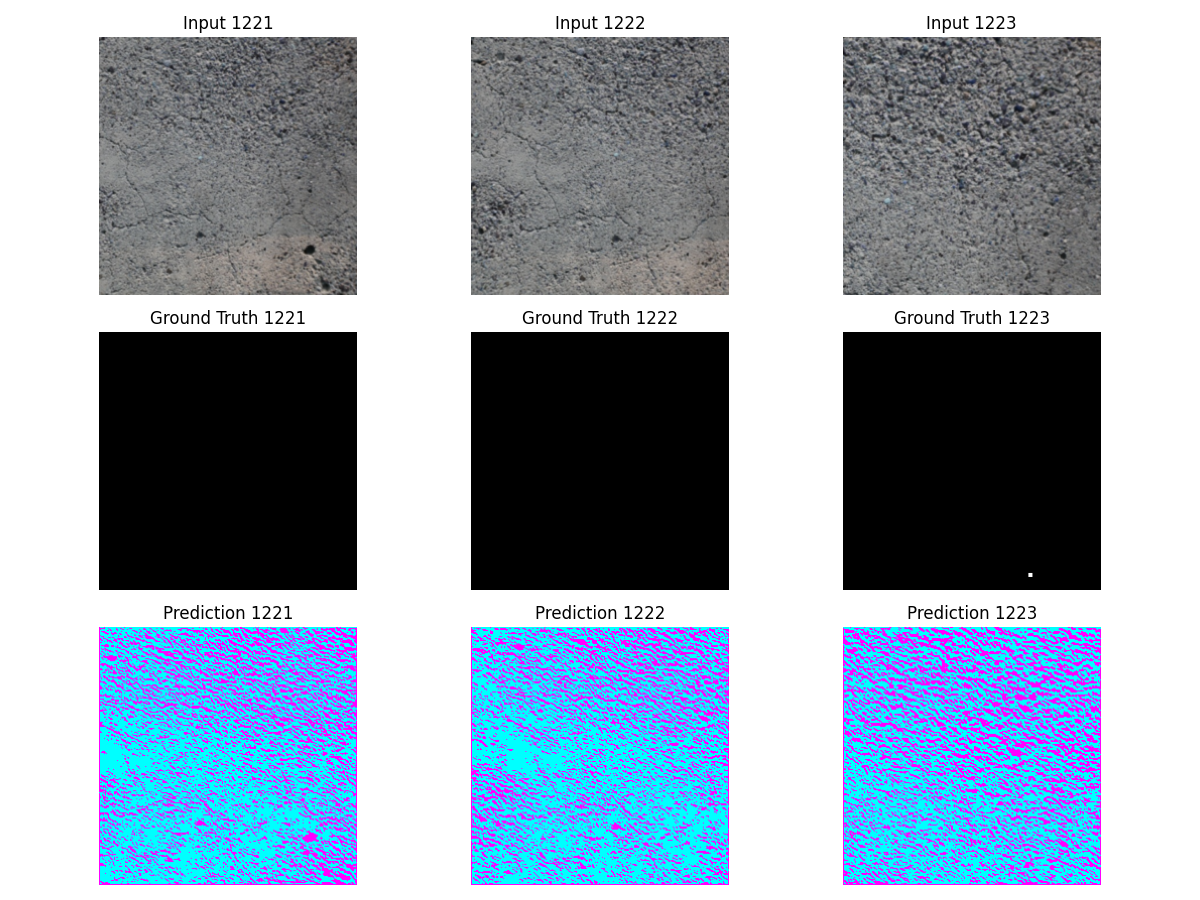 Input 1221
Input 1222
Input 1223
Ground Truth 1221
Ground Truth 1222
Ground Truth 1223
Prediction 1221
Prediction 1222
Prediction 1223